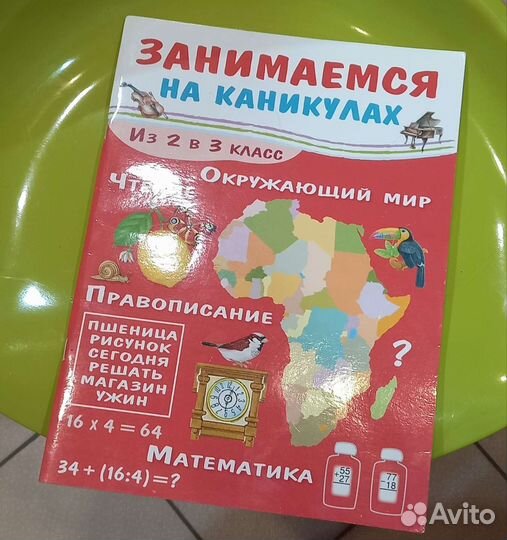 ЗАНИМАЕМСЯ
НА КАНИКУЛАХ
Из 2 в 3 класс
Окружающий мир
Правописание
ПШЕНИЦА
РИСУНОК
СЕГОДНЯ
РЕШАТЬ
МАГАЗИН
УЖИН
?
16 x 4 = 64
34 + (16:4) = ?
Математика
+55
27
-77
18
Avito